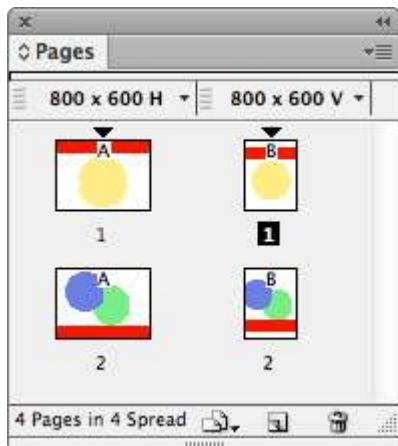 Pages
800 x 600 H 800 x 600 V
A B
1 1
A B
2 2
4 Pages in 4 Spread